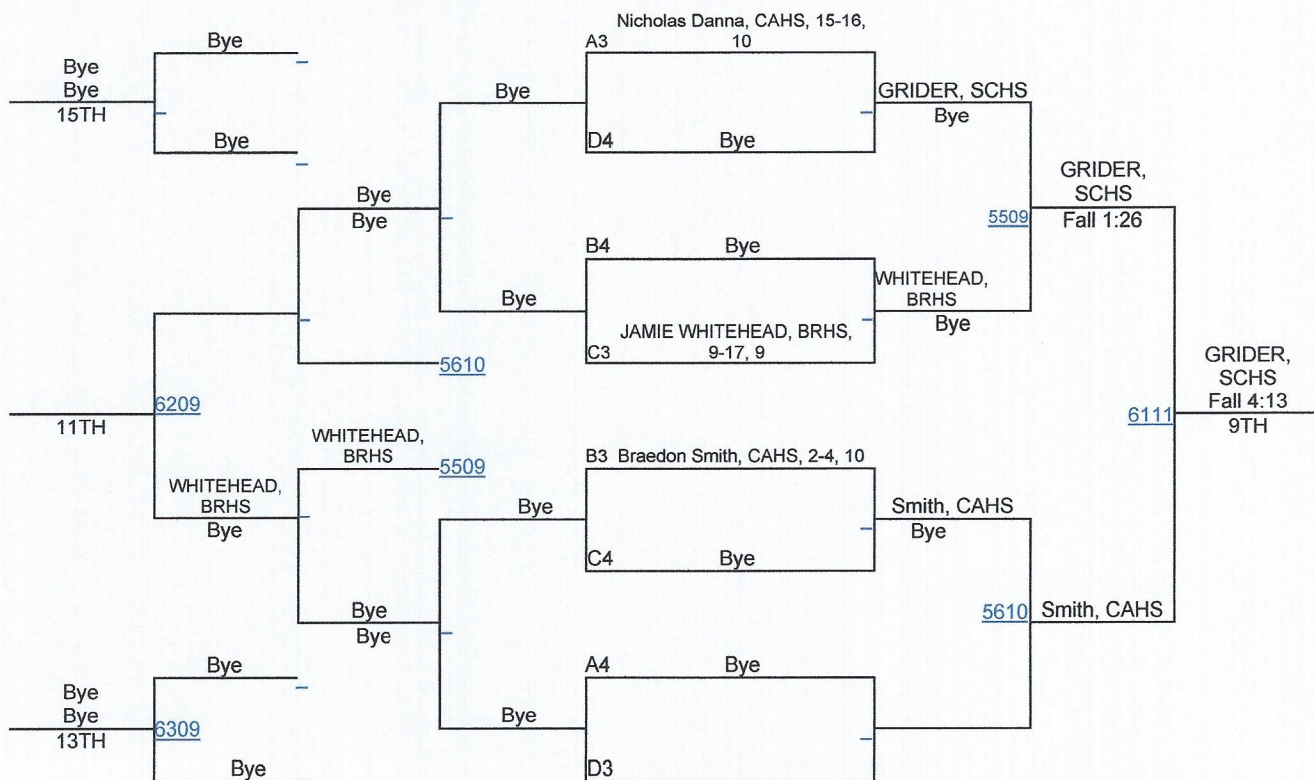 Nicholas Danna, CAHS, 15-16,
10
A3
Bye
Bye
Bye
15TH
Bye
Bye
GRIDER, SCHS
Bye
D4
Bye
Bye
Bye
GRIDER,
SCHS
Fall 1:26
5509
B4
Bye
Bye
WHITEHEAD,
BRHS
Bye
JAMIE WHITEHEAD, BRHS,
9-17, 9
C3
5610
GRIDER,
SCHS
Fall 4:13
9TH
6111
6209
11TH
WHITEHEAD,
BRHS
5509
B3 Braedon Smith, CAHS, 2-4, 10
WHITEHEAD,
BRHS
Bye
Bye
Smith, CAHS
Bye
C4
Bye
Bye
Bye
5610
Smith, CAHS
A4
Bye
Bye
Bye
Bye
13TH
6309
Bye
D3
Bye